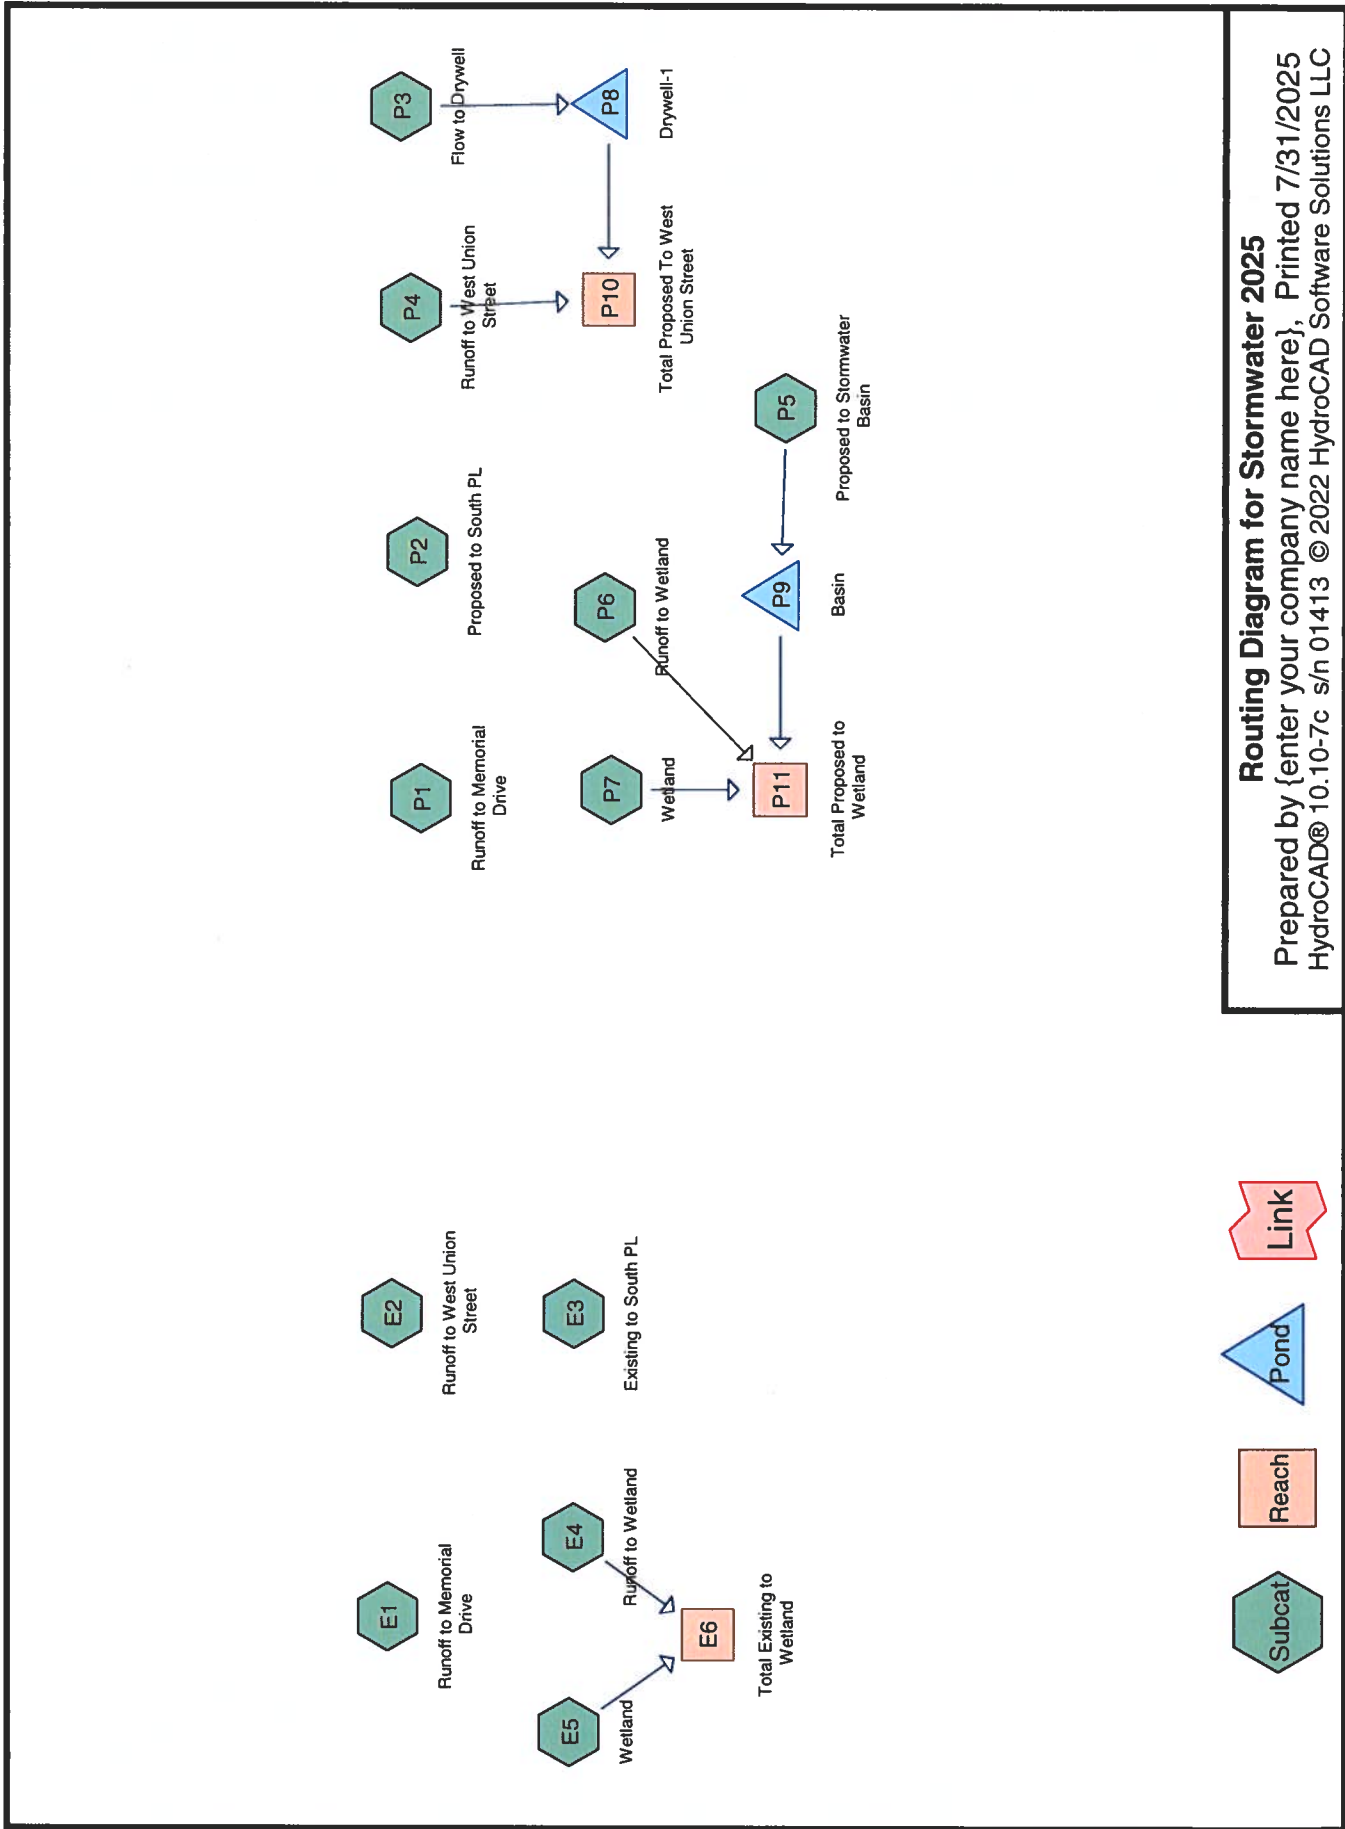 E1
Runoff to Memorial
Drive
E2
Runoff to West Union
Street
E5
Wetland
E4
Runoff to Wetland
E3
Existing to South PL
E6
Total Existing to
Wetland
P1
Runoff to Memorial
Drive
P2
Proposed to South PL
P4
Runoff to West Union
Street
P3
Flow to Drywell
P7
Wetland
P6
Runoff to Wetland
P10
Total Proposed To West
Union Street
P8
Drywell-1
P11
Total Proposed to
Wetland
P9
Basin
P5
Proposed to Stormwater
Basin
Subcat
Reach
Pond
Link
Routing Diagram for Stormwater 2025
Prepared by {enter your company name here}, Printed 7/31/2025
HydroCAD® 10.10-7c s/n 01413 © 2022 HydroCAD Software Solutions LLC